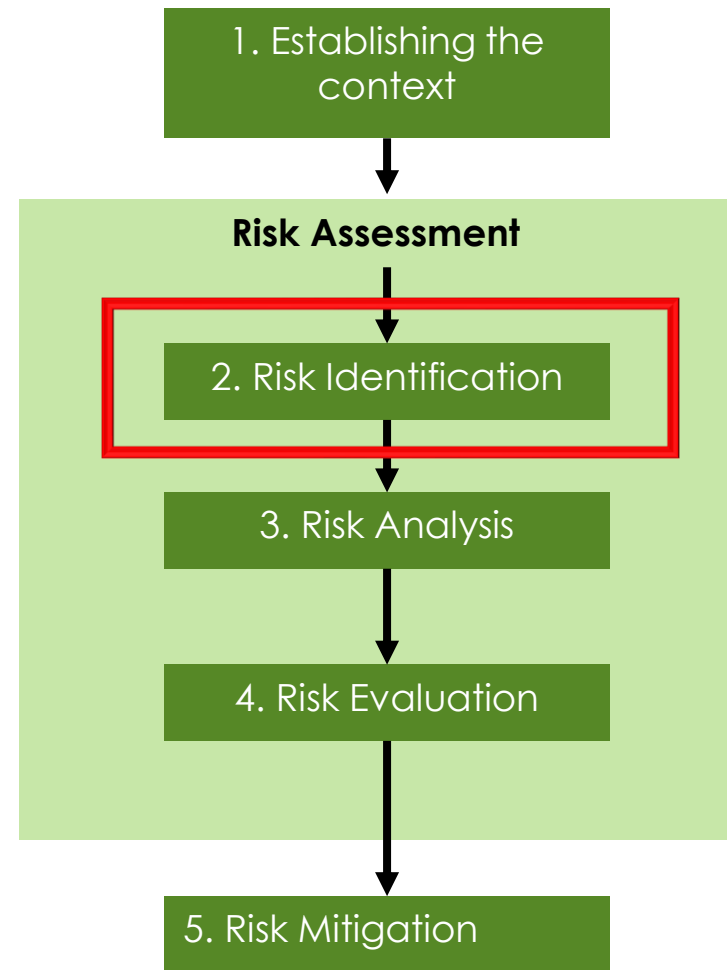 1. Establishing the
context
Risk Assessment
2. Risk Identification
3. Risk Analysis
4. Risk Evaluation
5. Risk Mitigation